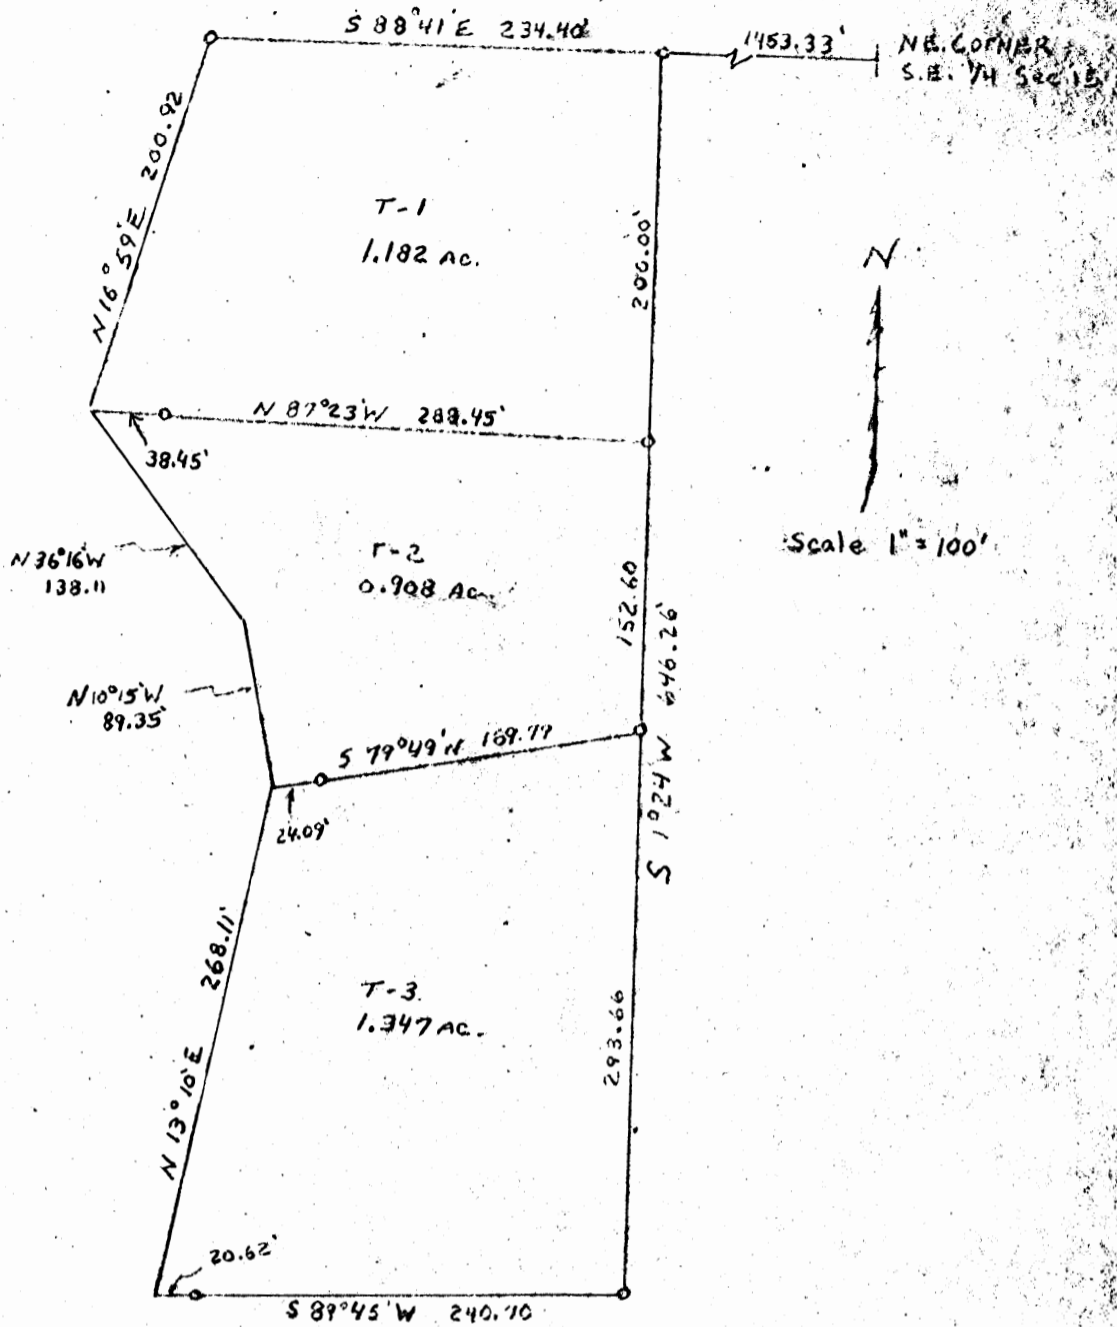 S 88°41'E 234.40'
1453.33'
NE. CORNER
S.E. 1/4 Sec 15
N 16°59'E 200.92
T-1
1.182 Ac.
200.00'
N
N 87°23'W 288.45'
38.45'
Scale 1" = 100'
N 36°16'W
138.11
T-2
0.908 Ac.
152.60
S 1°24'W 646.26'
N 10°15'W
89.35'
S 79°49'W 189.77
24.09'
N 13°10'E 268.11'
T-3
1.347 Ac.
293.66
20.62'
S 89°45'W 240.70